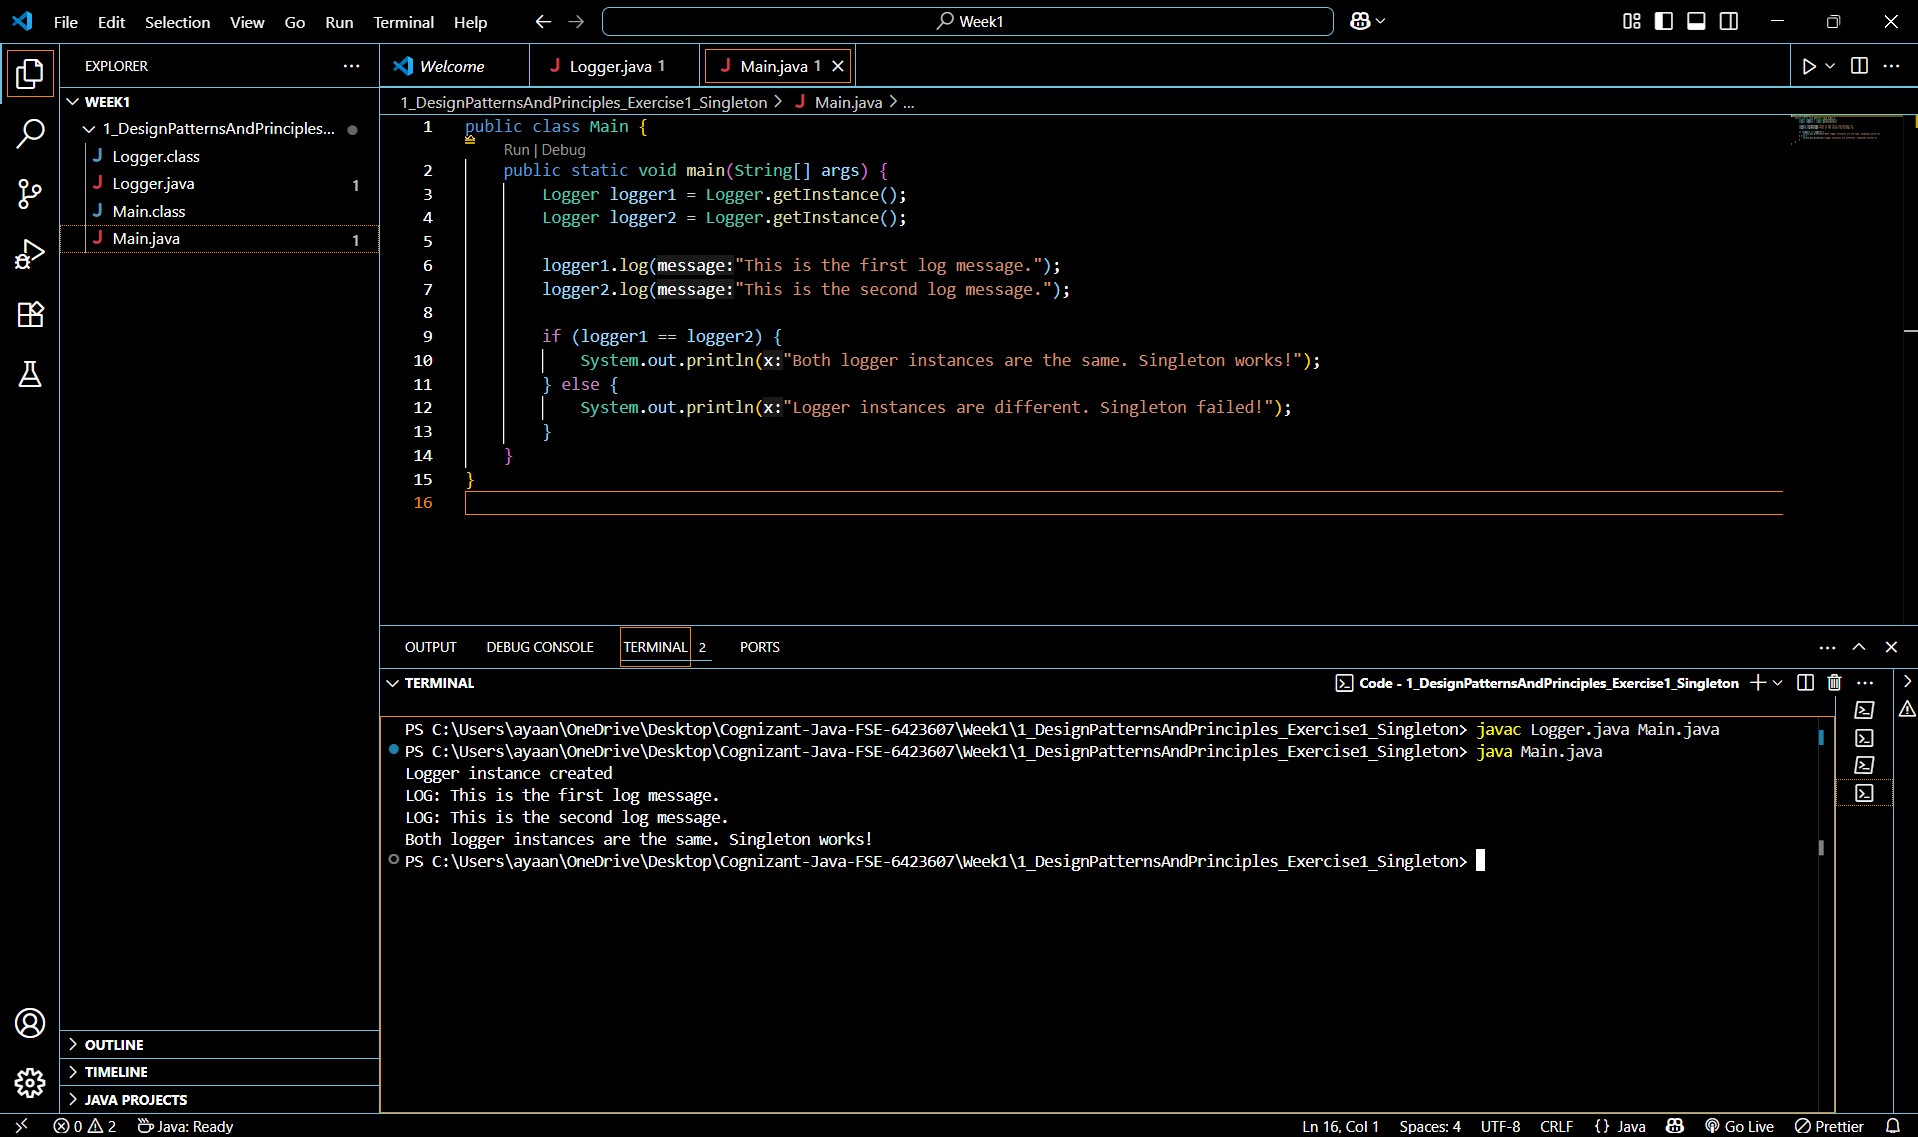 File Edit Selection View Go Run Terminal Help Week1
EXPLORER
WEEK1
1_DesignPatternsAndPrinciples...
Logger.class
Logger.java 1
Main.class
Main.java 1
OUTLINE
TIMELINE
JAVA PROJECTS
Welcome Logger.java 1 Main.java 1
1_DesignPatternsAndPrinciples_Exercise1_Singleton > Main.java > ...
1 public class Main {
Run | Debug
2 public static void main(String[] args) {
3 Logger logger1 = Logger.getInstance();
4 Logger logger2 = Logger.getInstance();
5
6 logger1.log(message:"This is the first log message.");
7 logger2.log(message:"This is the second log message.");
8
9 if (logger1 == logger2) {
10 System.out.println(x:"Both logger instances are the same. Singleton works!");
11 } else {
12 System.out.println(x:"Logger instances are different. Singleton failed!");
13 }
14 }
15 }
16
OUTPUT DEBUG CONSOLE TERMINAL 2 PORTS
TERMINAL Code - 1_DesignPatternsAndPrinciples_Exercise1_Singleton
PS C:\Users\ayaan\OneDrive\Desktop\Cognizant-Java-FSE-6423607\Week1\1_DesignPatternsAndPrinciples_Exercise1_Singleton> javac Logger.java Main.java
PS C:\Users\ayaan\OneDrive\Desktop\Cognizant-Java-FSE-6423607\Week1\1_DesignPatternsAndPrinciples_Exercise1_Singleton> java Main.java
Logger instance created
LOG: This is the first log message.
LOG: This is the second log message.
Both logger instances are the same. Singleton works!
PS C:\Users\ayaan\OneDrive\Desktop\Cognizant-Java-FSE-6423607\Week1\1_DesignPatternsAndPrinciples_Exercise1_Singleton>
0 2 Java: Ready Ln 16, Col 1 Spaces: 4 UTF-8 CRLF {} Java Go Live Prettier